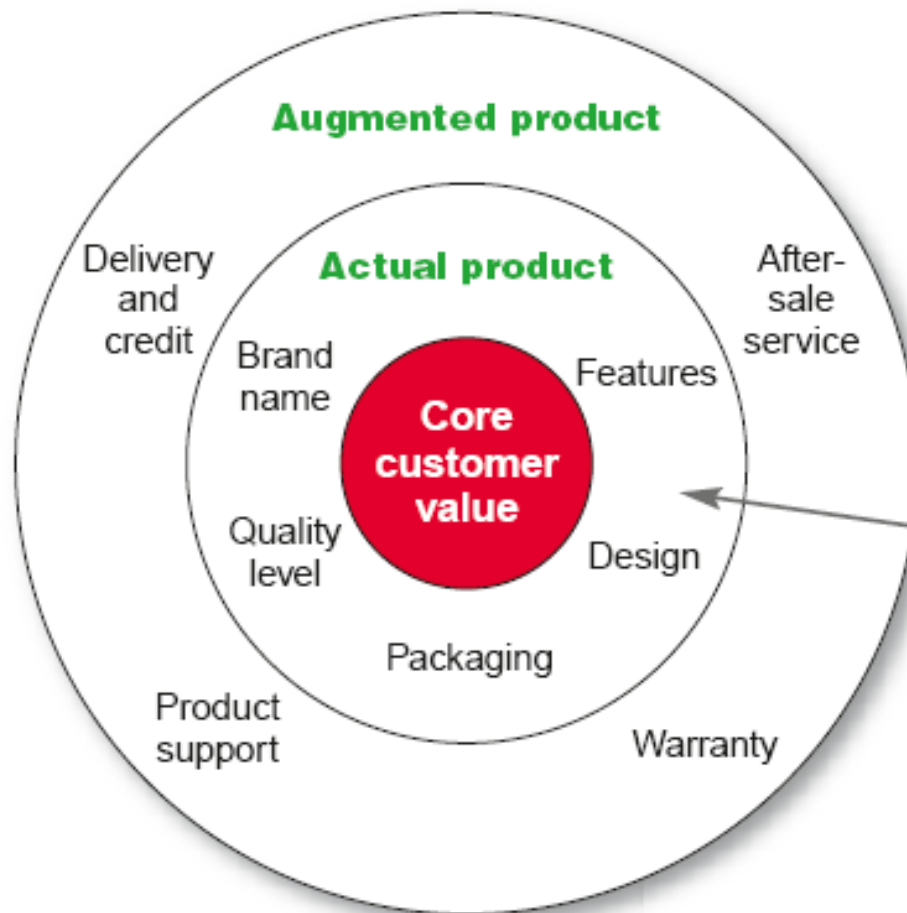 Augmented product
Actual product
Delivery
and
credit
After-
sale
service
Brand
name
Features
Core
customer
value
Quality
level
Design
Packaging
Product
support
Warranty